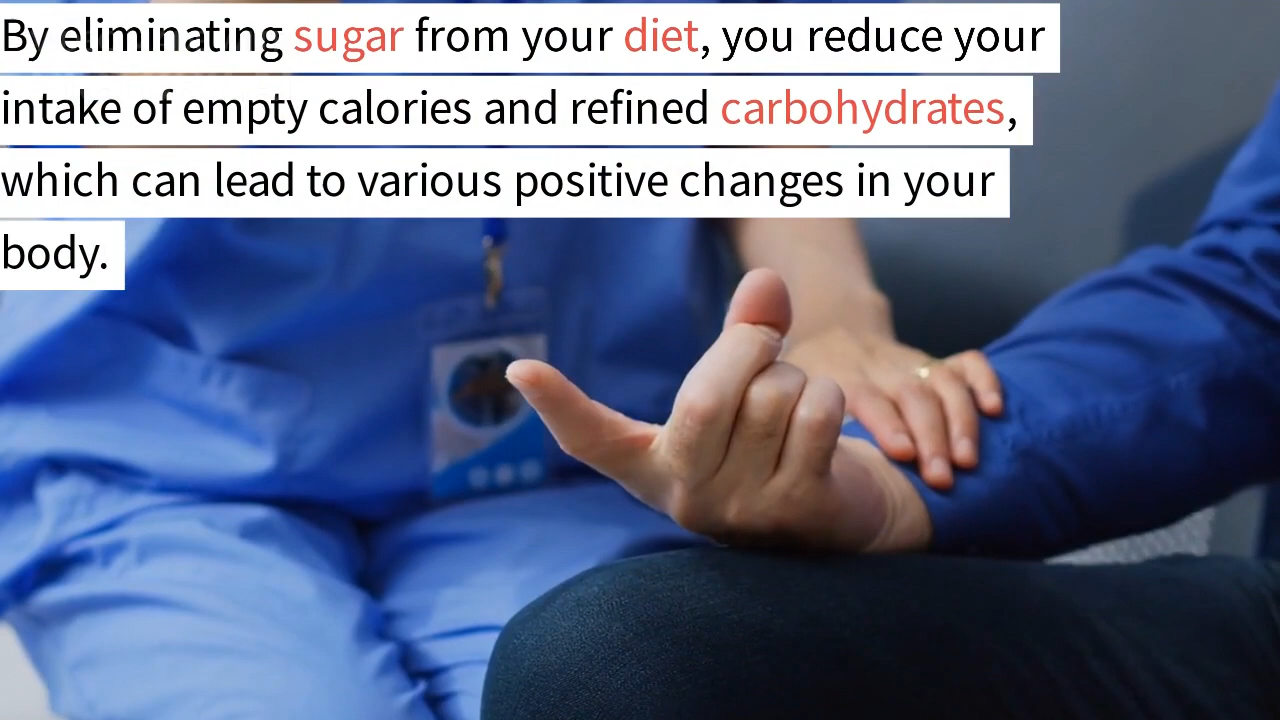 By eliminating sugar from your diet, you reduce your
intake of empty calories and refined carbohydrates,
which can lead to various positive changes in your
body.